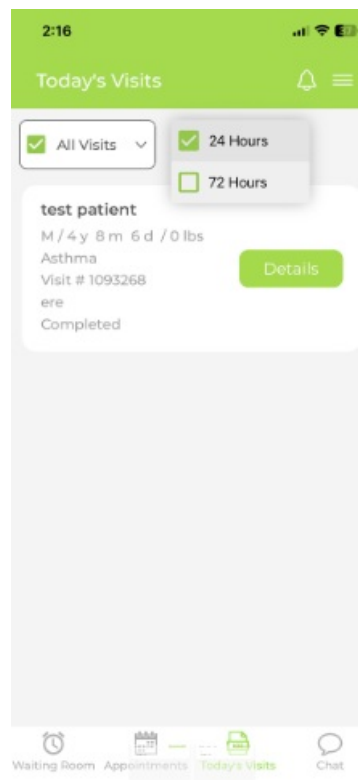 2:16
Today's Visits
All Visits
24 Hours
72 Hours
test patient
M / 4 y 8 m 6 d / 0 lbs
Asthma
Visit # 1093268
Details
ere
Completed
Waiting Room Appointments Today's Visits Chat